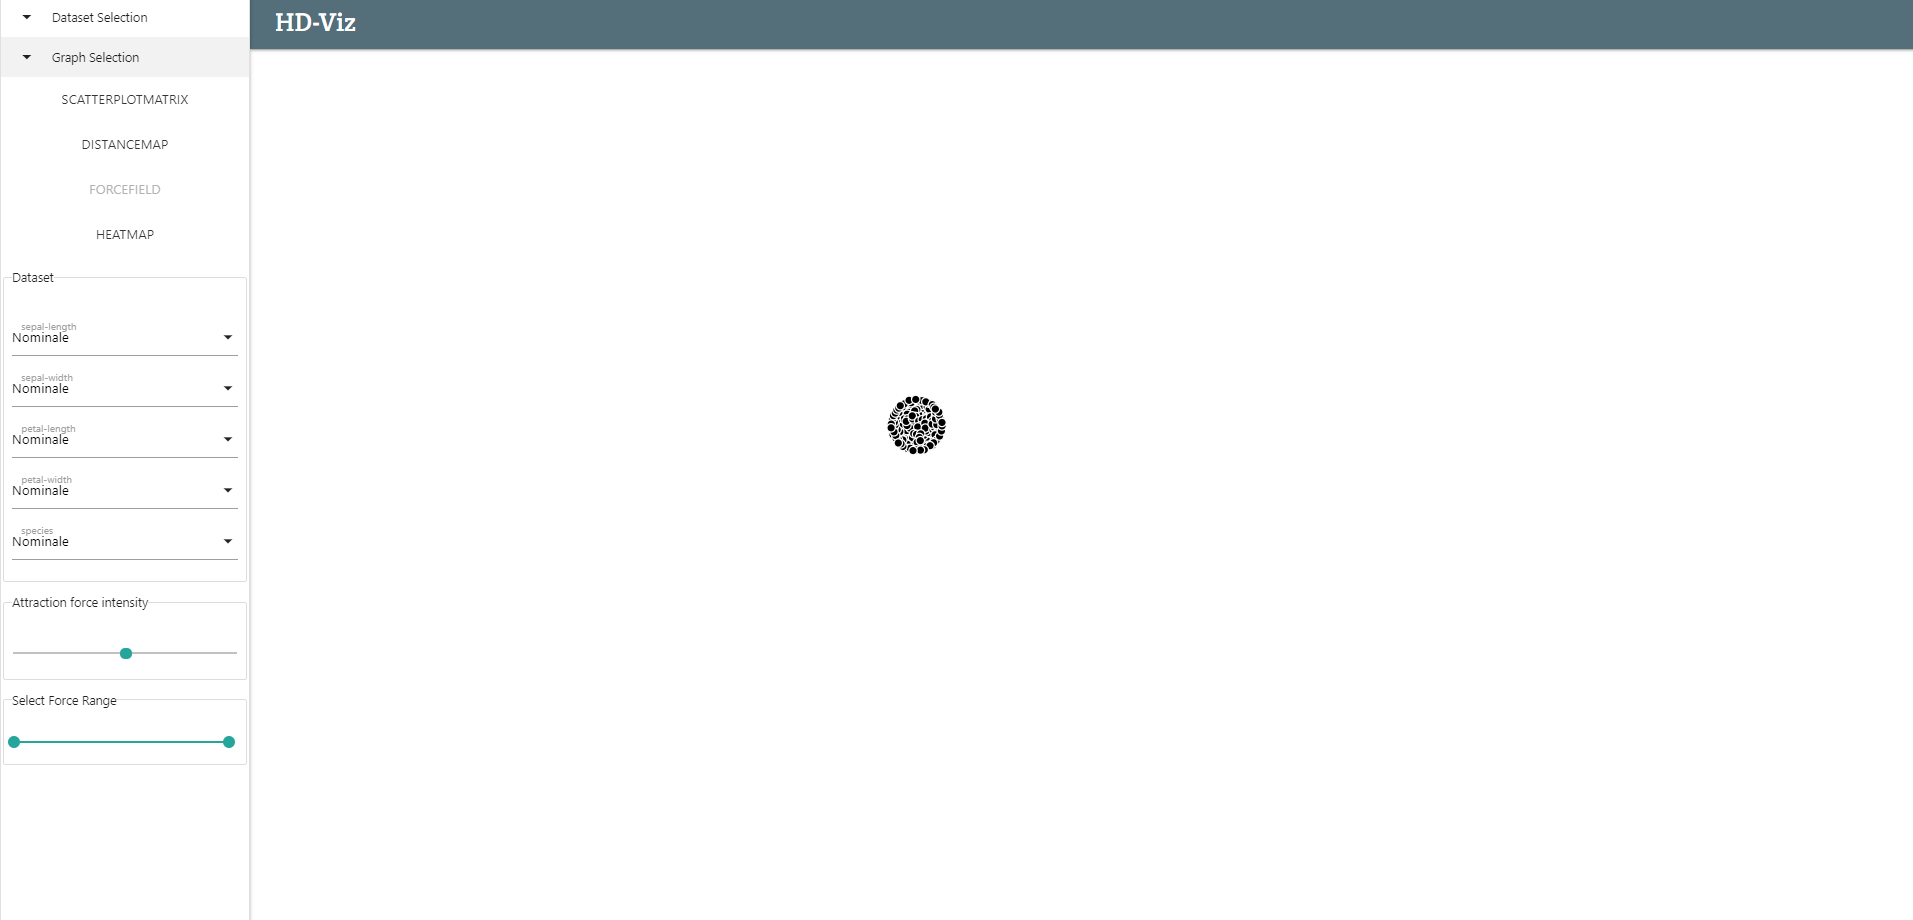 Dataset Selection
HD-Viz
Graph Selection
SCATTERPLOTMATRIX
DISTANCEMAP
FORCEFIELD
HEATMAP
Dataset
sepal-length
Nominale
sepal-width
Nominale
petal-length
Nominale
petal-width
Nominale
species
Nominale
Attraction force intensity
Select Force Range